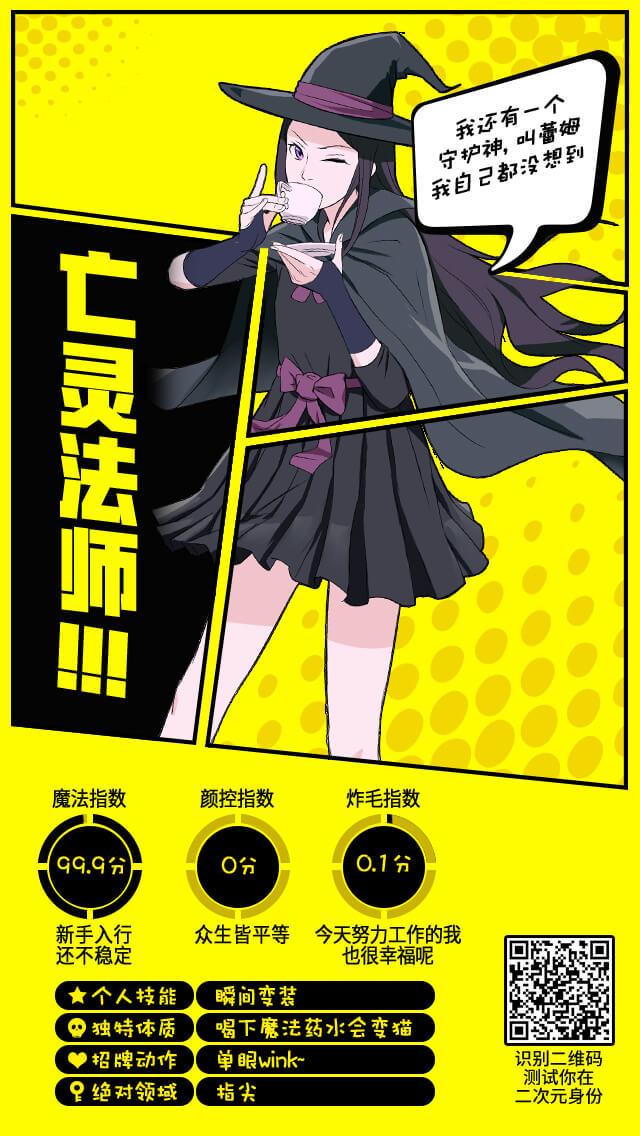 我还有一个
守护神，叫蕾姆
我自己都没想到
亡灵法师!!!
魔法指数
颜控指数
炸毛指数
99.9分
0分
0.1分
新手入行
还不稳定
众生皆平等
今天努力工作的我
也很幸福呢
个人技能 瞬间变装
独特体质 喝下魔法药水会变猫
招牌动作 单眼wink~
绝对领域 指尖
识别二维码
测试你在
二次元身份